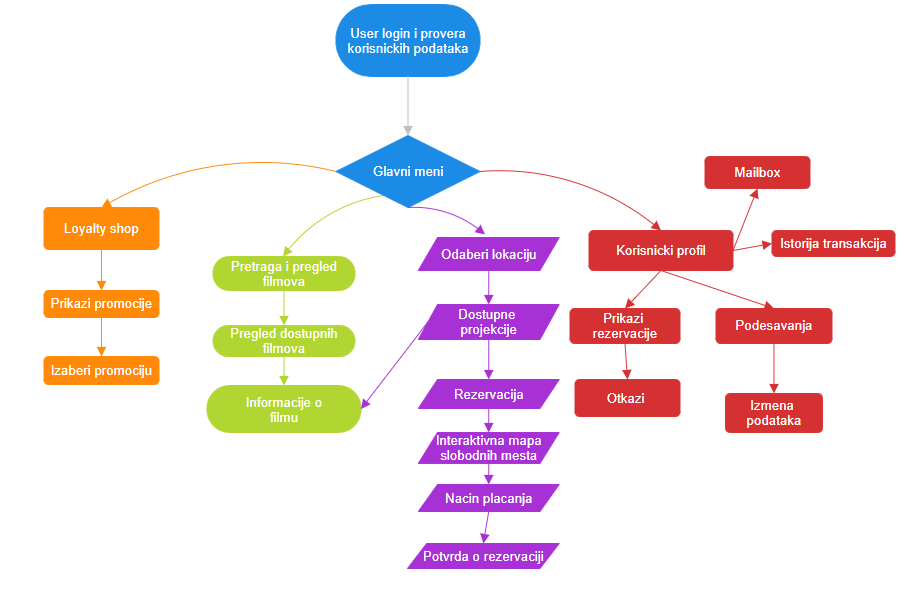 User login i provera
korisnickih podataka
Glavni meni
Loyalty shop
Prikazi promocije
Izaberi promociju
Pretraga i pregled
filmova
Pregled dostupnih
filmova
Informacije o
filmu
Odaberi lokaciju
Dostupne
projekcije
Rezervacija
Interaktivna mapa
slobodnih mesta
Nacin placanja
Potvrda o rezervaciji
Korisnicki profil
Mailbox
Istorija transakcija
Prikazi
rezervacije
Otkazi
Podesavanja
Izmena
podataka